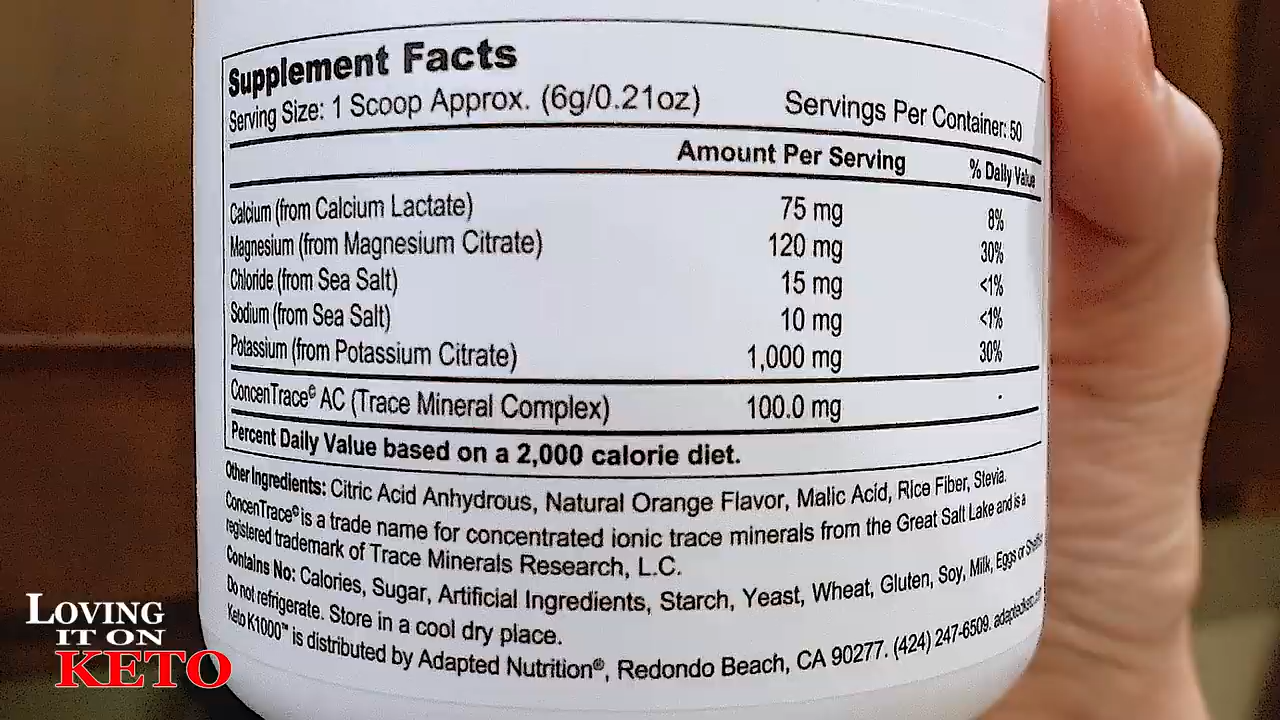 Supplement Facts
Serving Size: 1 Scoop Approx. (6g/0.21oz) Servings Per Container: 50
Amount Per Serving % Daily Value
Calcium (from Calcium Lactate) 75 mg 8%
Magnesium (from Magnesium Citrate) 120 mg 30%
Chloride (from Sea Salt) 15 mg <1%
Sodium (from Sea Salt) 10 mg <1%
Potassium (from Potassium Citrate) 1,000 mg 30%
ConcenTrace® AC (Trace Mineral Complex) 100.0 mg .
Percent Daily Value based on a 2,000 calorie diet.
Other Ingredients: Citric Acid Anhydrous, Natural Orange Flavor, Malic Acid, Rice Fiber, Stevia.
ConcenTrace® is a trade name for concentrated ionic trace minerals from the Great Salt Lake and is a
registered trademark of Trace Minerals Research, L.C.
Contains No: Calories, Sugar, Artificial Ingredients, Starch, Yeast, Wheat, Gluten, Soy, Milk, Eggs or
Do not refrigerate. Store in a cool dry place.
Keto K1000™ is distributed by Adapted Nutrition®, Redondo Beach, CA 90277. (424) 247-6509.
LOVING
IT ON
KETO